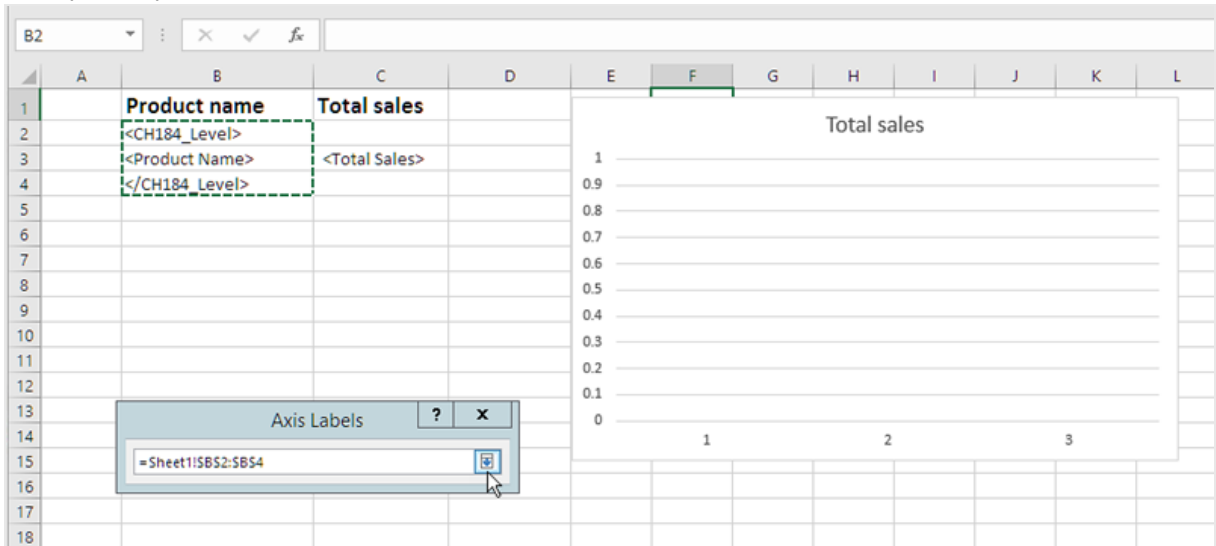 B2 fx
A B C D E F G H I J K L
1 Product name Total sales
2 <CH184_Level>
3 <Product Name> <Total Sales>
4 </CH184_Level>
5
6
7
8
9
10
11
12
13
14
15
16
17
18
Total sales
1
0.9
0.8
0.7
0.6
0.5
0.4
0.3
0.2
0.1
0
1 2 3
Axis Labels ? x
=Sheet1!$B$2:$B$4